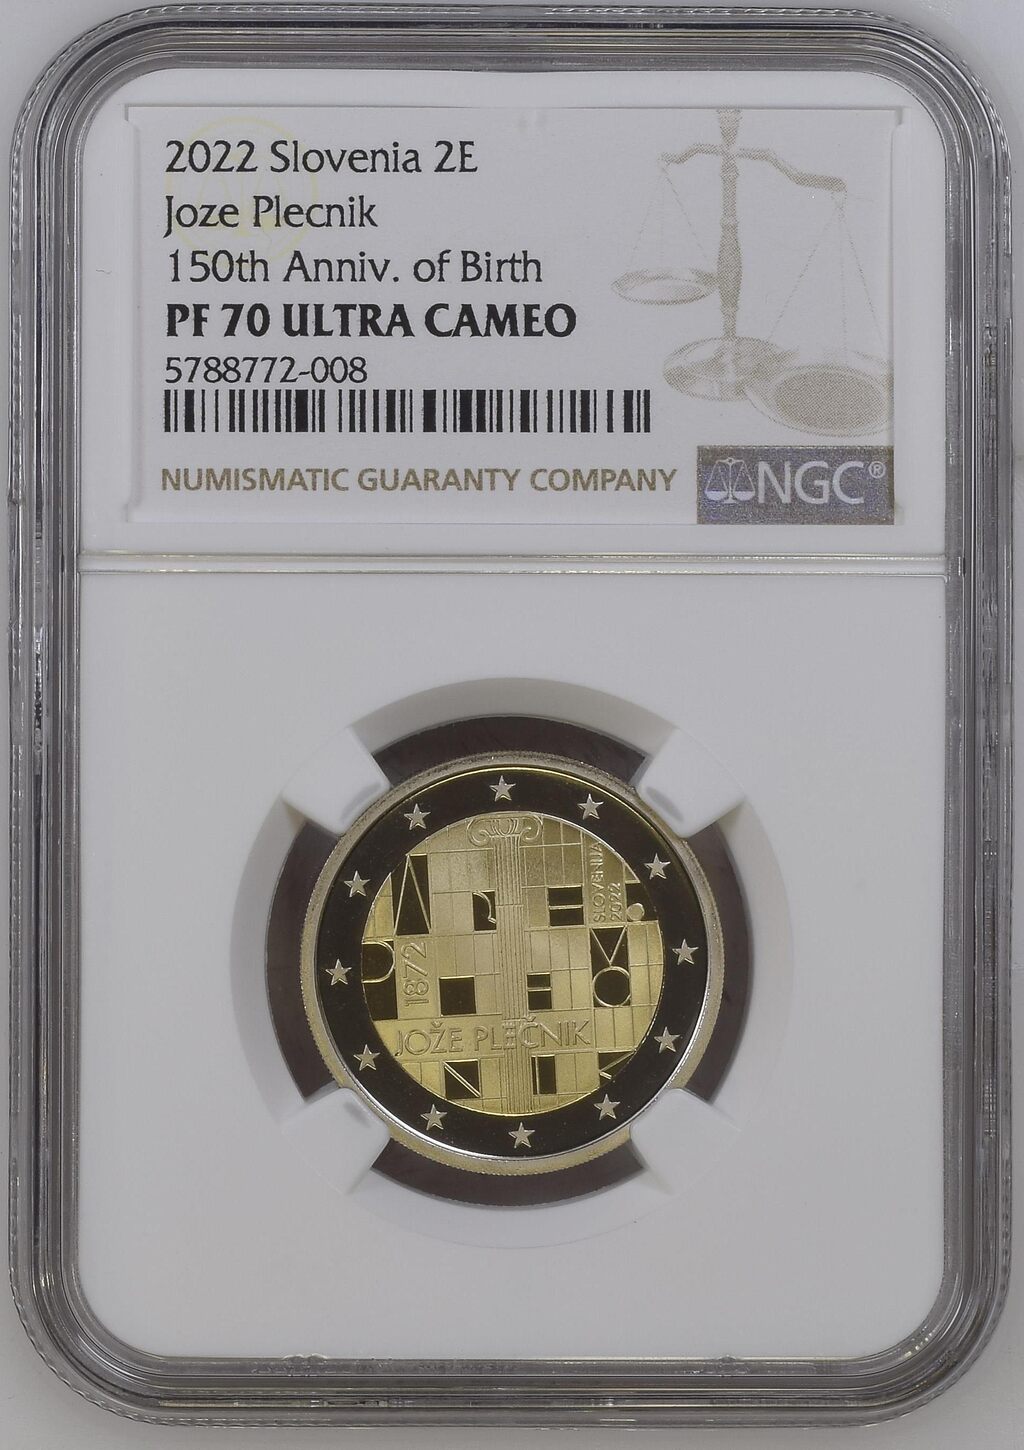 2022 Slovenia 2E
Joze Plecnik
150th Anniv. of Birth
PF 70 ULTRA CAMEO
5788772-008
NUMISMATIC GUARANTY COMPANY
NGC®
SLOVENIJA
2022
1872
JOŽE PLEČNIK